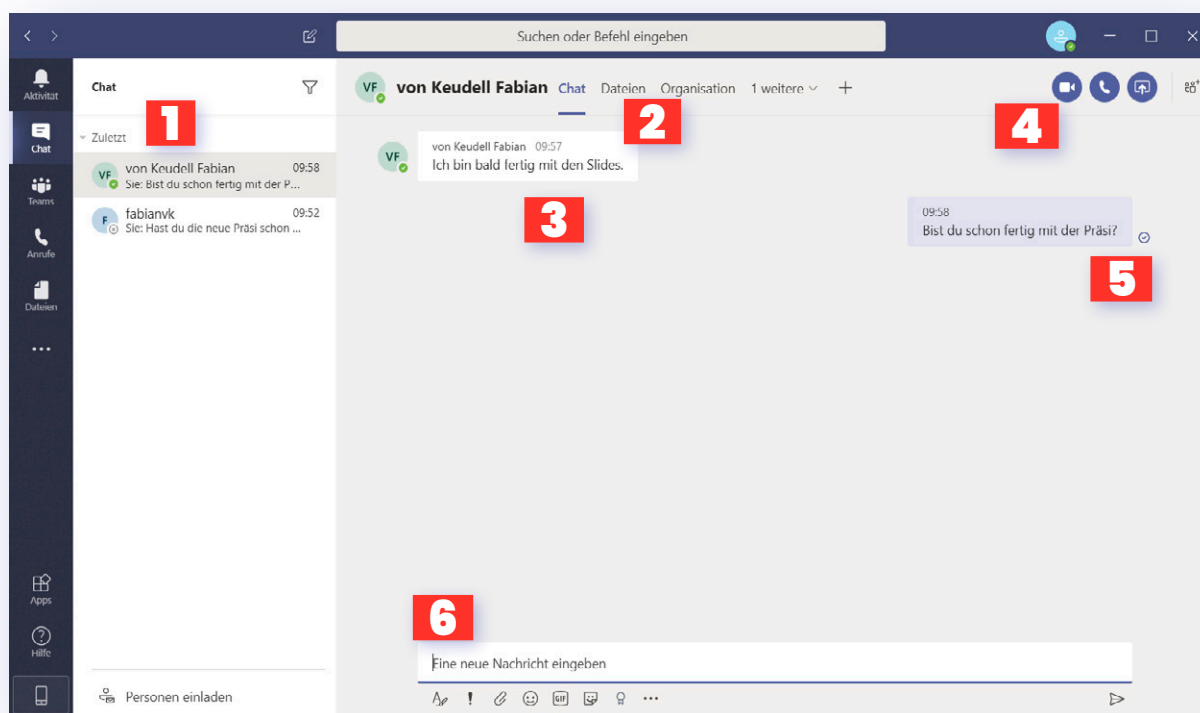 Suchen oder Befehl eingeben
Aktivität
Chat
Teams
Anrufe
Dateien
Apps
Hilfe
Chat
1
Zuletzt
VF von Keudell Fabian 09:58
Sie: Bist du schon fertig mit der P...
F fabianvk 09:52
Sie: Hast du die neue Präsi schon ...
Personen einladen
VF von Keudell Fabian Chat Dateien Organisation 1 weitere
2
4
VF von Keudell Fabian 09:57
Ich bin bald fertig mit den Slides.
3
09:58
Bist du schon fertig mit der Präsi?
5
6
Eine neue Nachricht eingeben
GIF